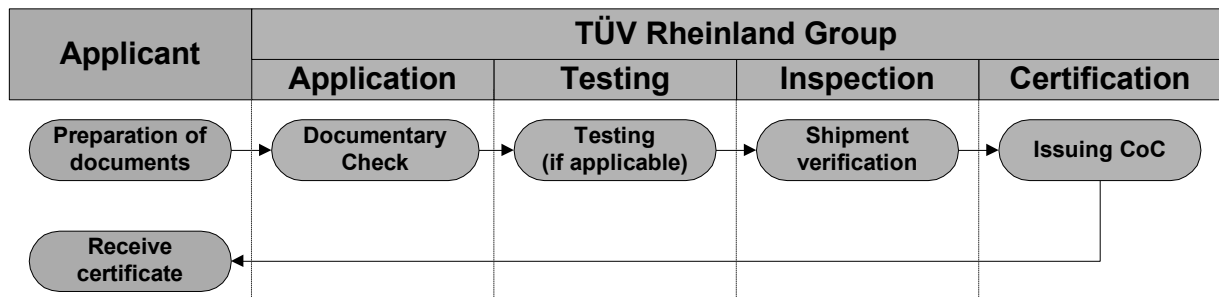 Applicant
TÜV Rheinland Group
Application
Testing
Inspection
Certification
Preparation of
documents
Documentary
Check
Testing
(if applicable)
Shipment
verification
Issuing CoC
Receive
certificate